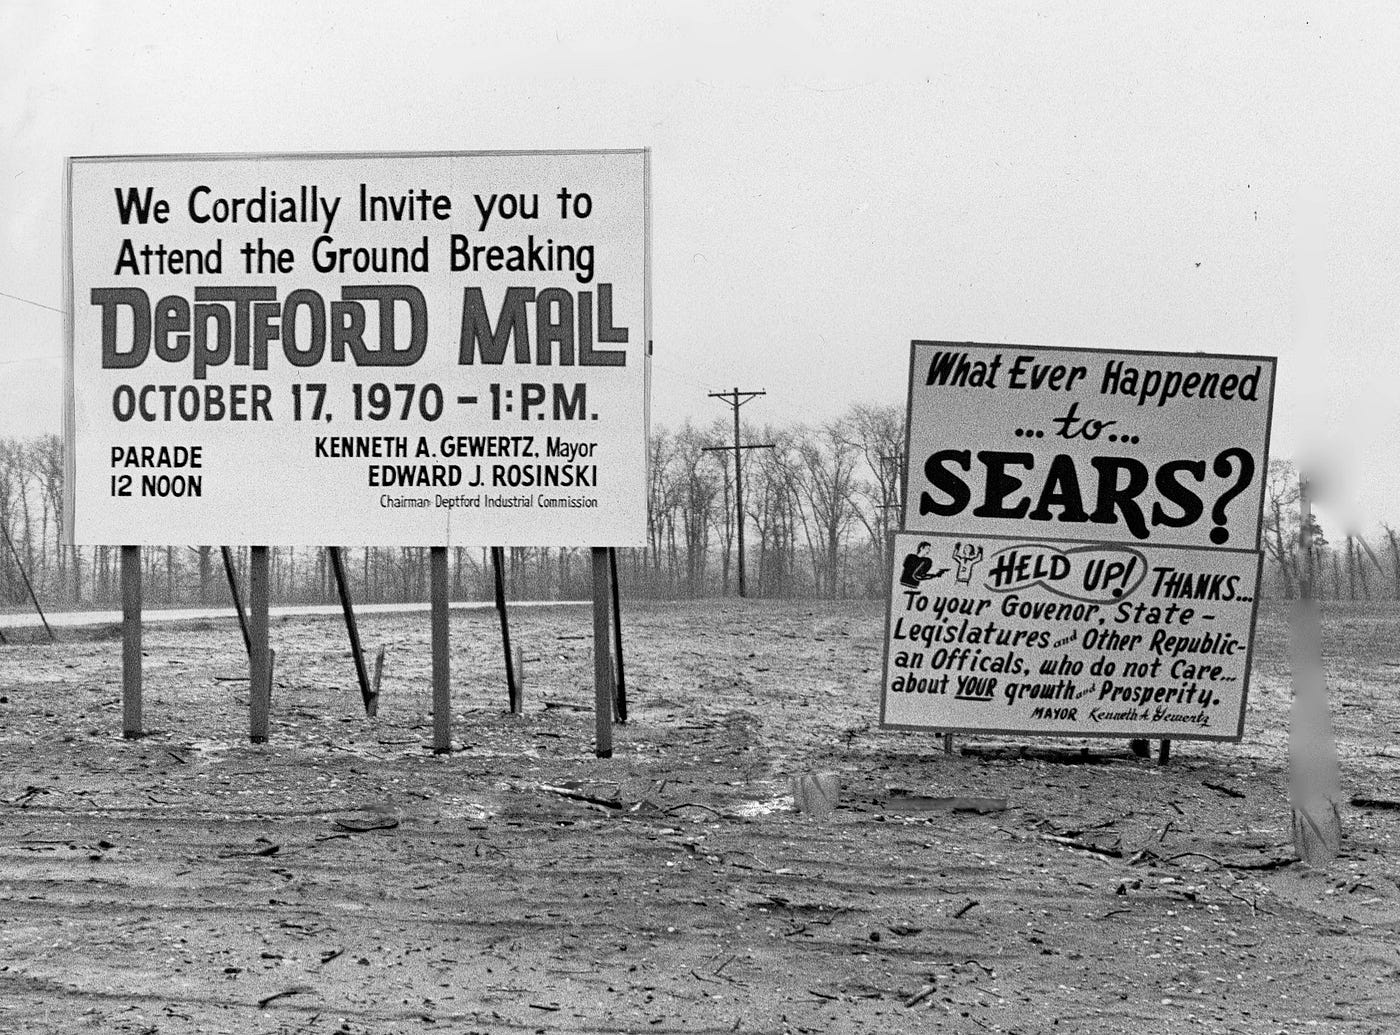 We Cordially Invite you to
Attend the Ground Breaking
DepTFORD MALL
OCTOBER 17, 1970 - 1: P.M.
PARADE
12 NOON
KENNETH A. GEWERTZ, Mayor
EDWARD J. ROSINSKI
Chairman- Deptford Industrial Commission
What Ever Happened
... to...
SEARS?
HELD UP! THANKS...
To your Govenor, State -
Legislatures and Other Republic-
an Officals, who do not Care...
about YOUR growth and Prosperity.
MAYOR Kenneth A. Gewertz